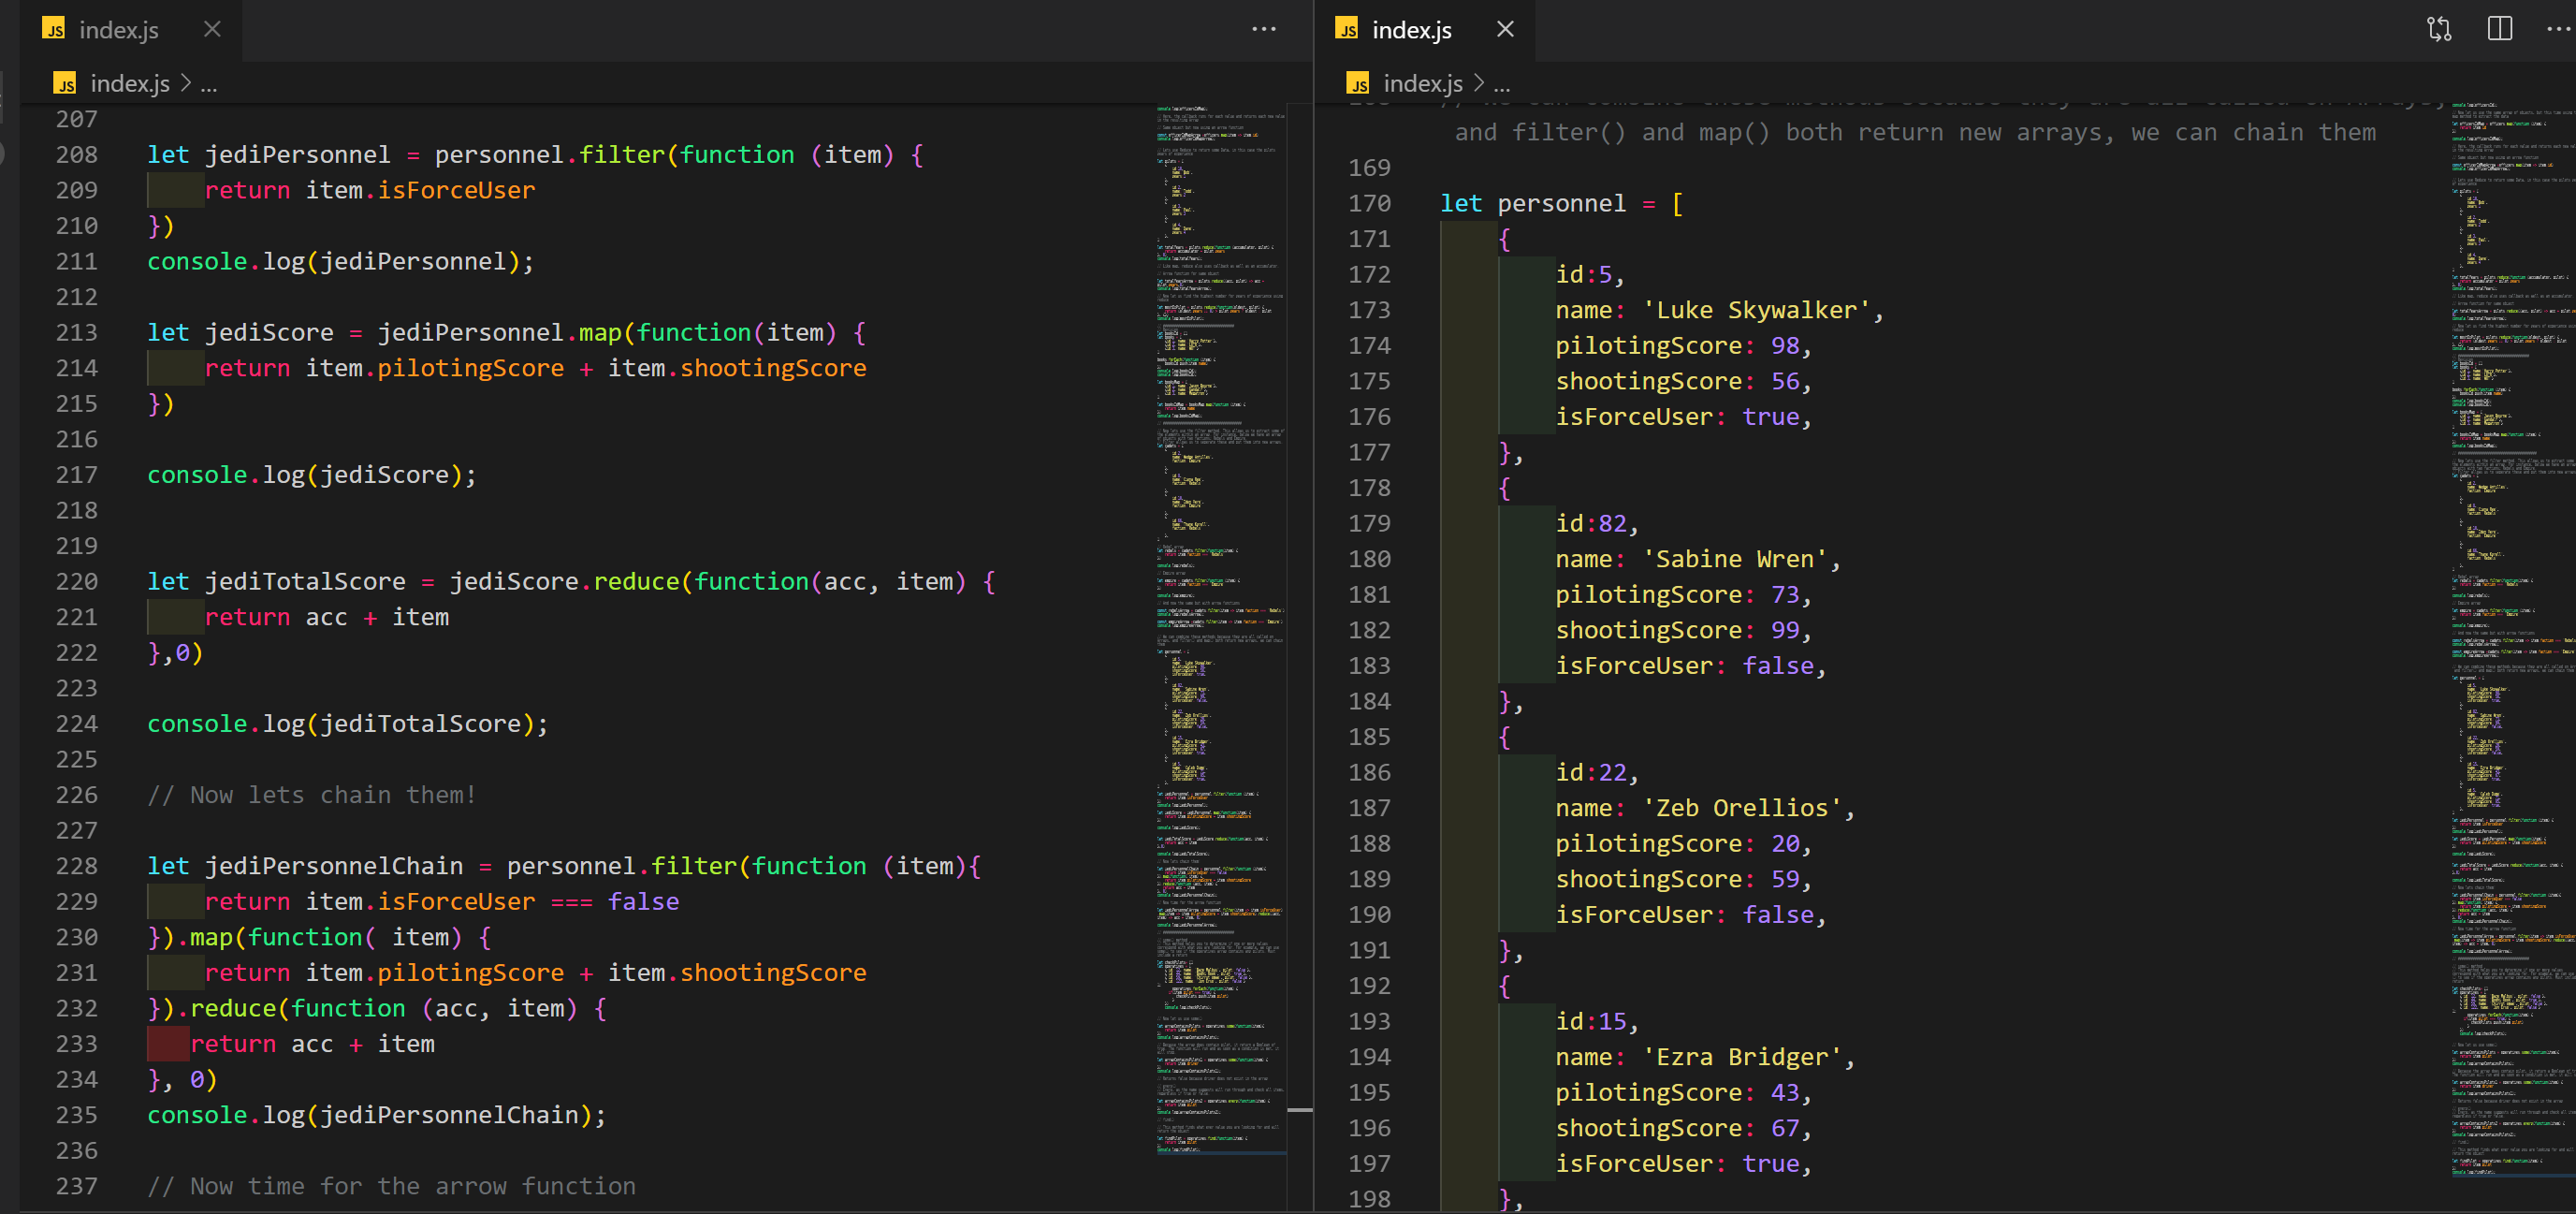 JS index.js ×
JS index.js > ...
207
208 let jediPersonnel = personnel.filter(function (item) {
209     return item.isForceUser
210 })
211 console.log(jediPersonnel);
212
213 let jediScore = jediPersonnel.map(function(item) {
214     return item.pilotingScore + item.shootingScore
215 })
216
217 console.log(jediScore);
218
219
220 let jediTotalScore = jediScore.reduce(function(acc, item) {
221     return acc + item
222 },0)
223
224 console.log(jediTotalScore);
225
226 // Now lets chain them!
227
228 let jediPersonnelChain = personnel.filter(function (item){
229     return item.isForceUser === false
230 }).map(function( item) {
231     return item.pilotingScore + item.shootingScore
232 }).reduce(function (acc, item) {
233    return acc + item
234 }, 0)
235 console.log(jediPersonnelChain);
236
237 // Now time for the arrow function
JS index.js ×
JS index.js > ...
and filter() and map() both return new arrays, we can chain them
169
170 let personnel = [
171     {
172         id:5,
173         name: 'Luke Skywalker',
174         pilotingScore: 98,
175         shootingScore: 56,
176         isForceUser: true,
177     },
178     {
179         id:82,
180         name: 'Sabine Wren',
181         pilotingScore: 73,
182         shootingScore: 99,
183         isForceUser: false,
184     },
185     {
186         id:22,
187         name: 'Zeb Orellios',
188         pilotingScore: 20,
189         shootingScore: 59,
190         isForceUser: false,
191     },
192     {
193         id:15,
194         name: 'Ezra Bridger',
195         pilotingScore: 43,
196         shootingScore: 67,
197         isForceUser: true,
198     },